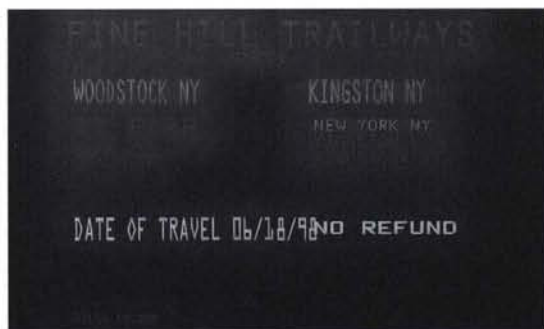 PINE HILL TRAILWAYS
WOODSTOCK NY KINGSTON NY
NEW YORK NY
DATE OF TRAVEL 06/18/98 NO REFUND